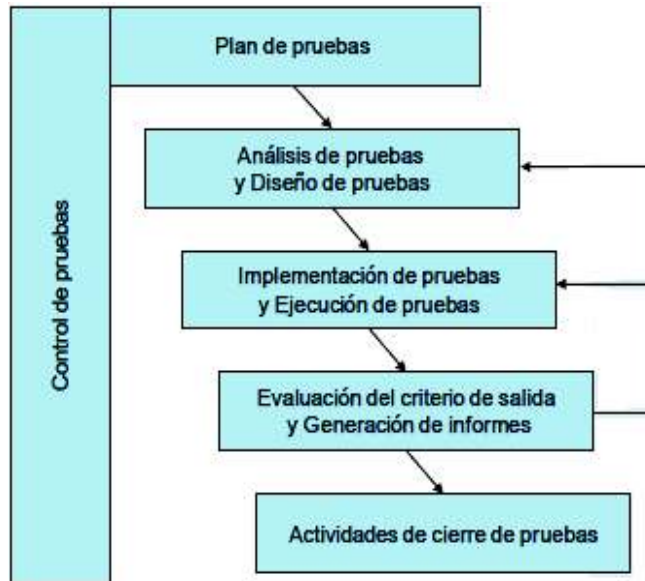 Plan de pruebas
Análisis de pruebas
y Diseño de pruebas
Implementación de pruebas
y Ejecución de pruebas
Evaluación del criterio de salida
y Generación de informes
Actividades de cierre de pruebas
Control de pruebas